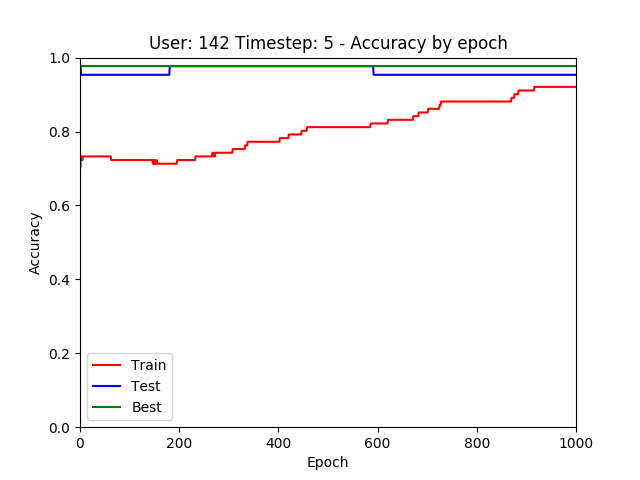 User: 142 Timestep: 5 - Accuracy by epoch
1.0
0.8
0.6
0.4
0.2
0.0
Accuracy
Train
Test
Best
0 200 400 600 800 1000
Epoch